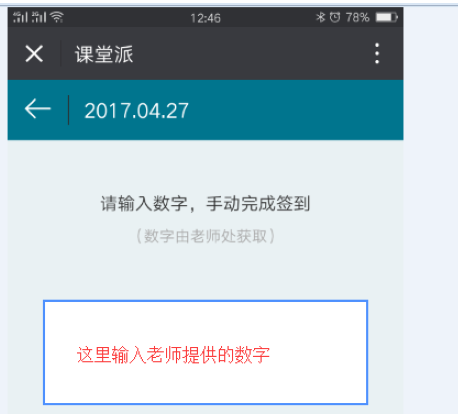 12:46 78%
课堂派
2017.04.27
请输入数字，手动完成签到
（数字由老师处获取）
这里输入老师提供的数字